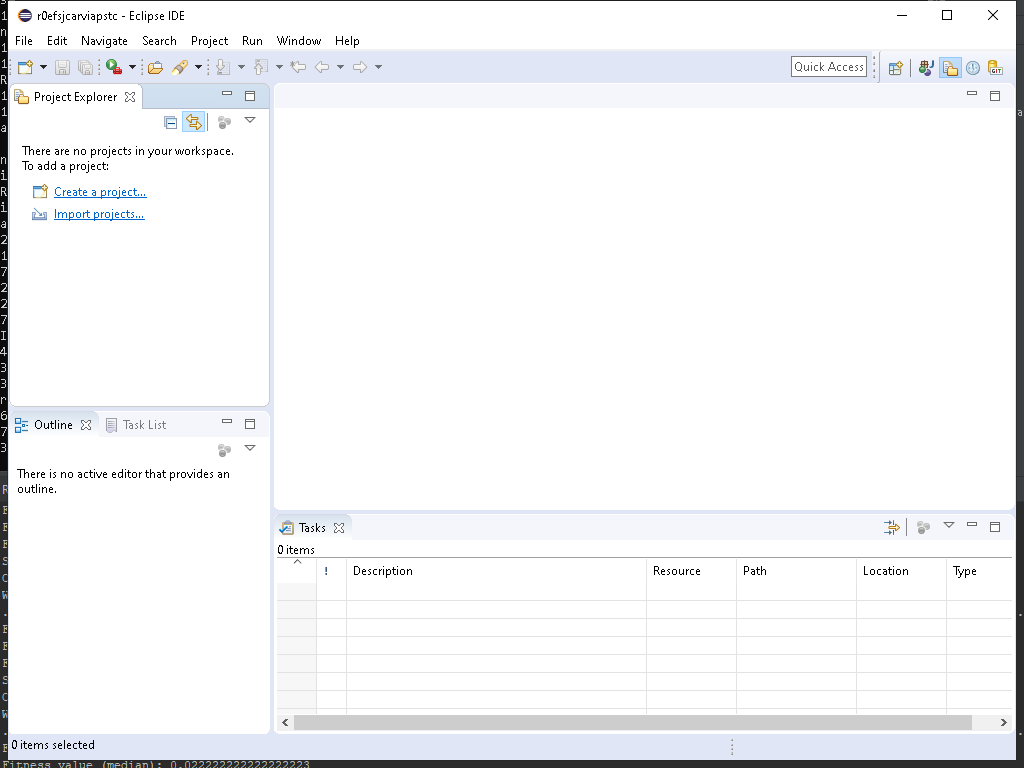 r0efsjcarviapstc - Eclipse IDE
File Edit Navigate Search Project Run Window Help
Quick Access
GIT
Project Explorer
There are no projects in your workspace.
To add a project:
Create a project...
Import projects...
Outline Task List
There is no active editor that provides an
outline.
Tasks
0 items
! Description Resource Path Location Type
0 items selected
Fitness value (median): 0.022222222222222223